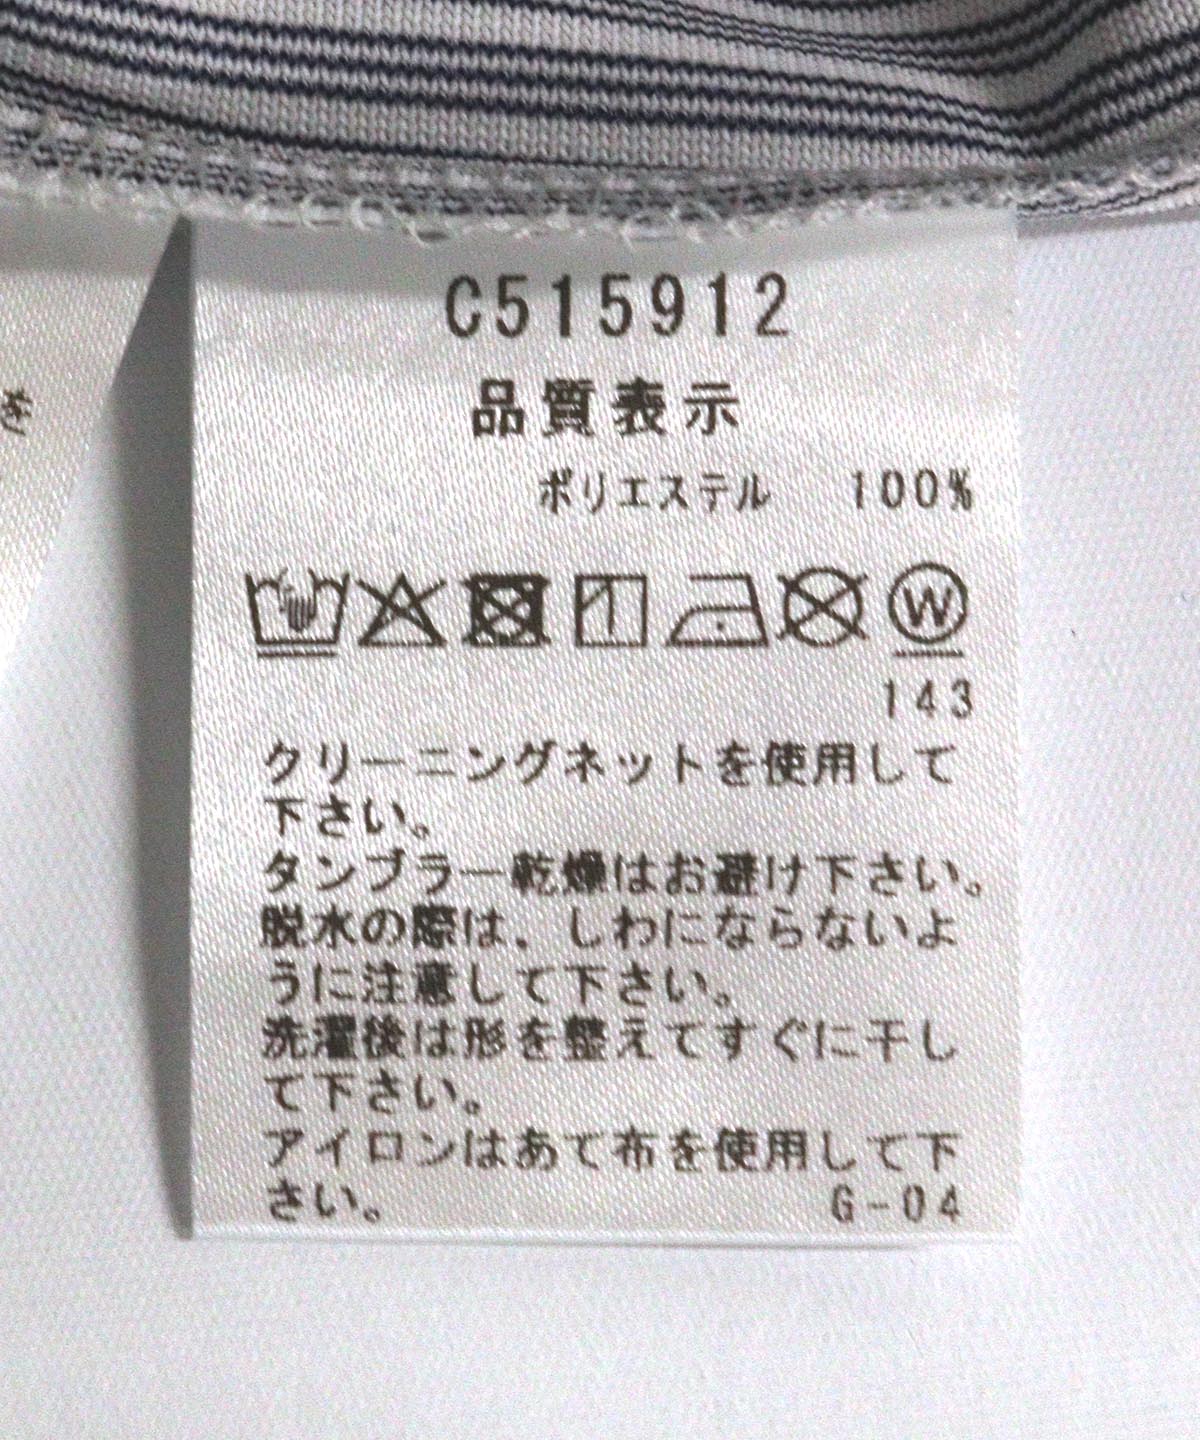 C515912
品質表示
ポリエステル 100%
W
143
クリーニングネットを使用して
下さい。
タンブラー乾燥はお避け下さい。
脱水の際は、しわにならないよ
うに注意して下さい。
洗濯後は形を整えてすぐに干し
て下さい。
アイロンはあて布を使用して下
さい。 G-04
を